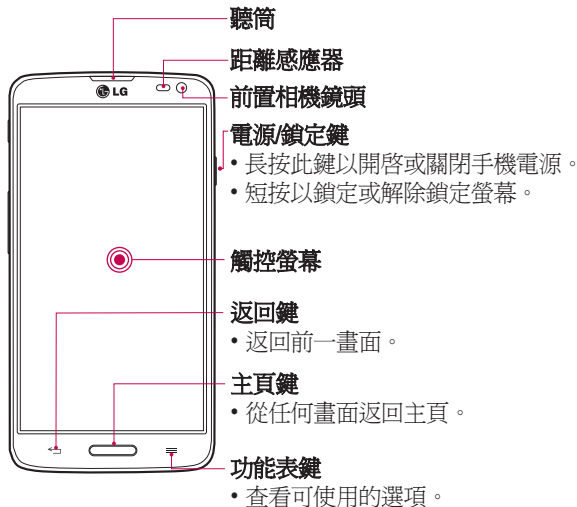 聽筒
距離感應器
LG
前置相機鏡頭
電源/鎖定鍵
• 長按此鍵以開啓或關閉手機電源。
• 短按以鎖定或解除鎖定螢幕。
觸控螢幕
返回鍵
• 返回前一畫面。
主頁鍵
• 從任何畫面返回主頁。
功能表鍵
• 查看可使用的選項。